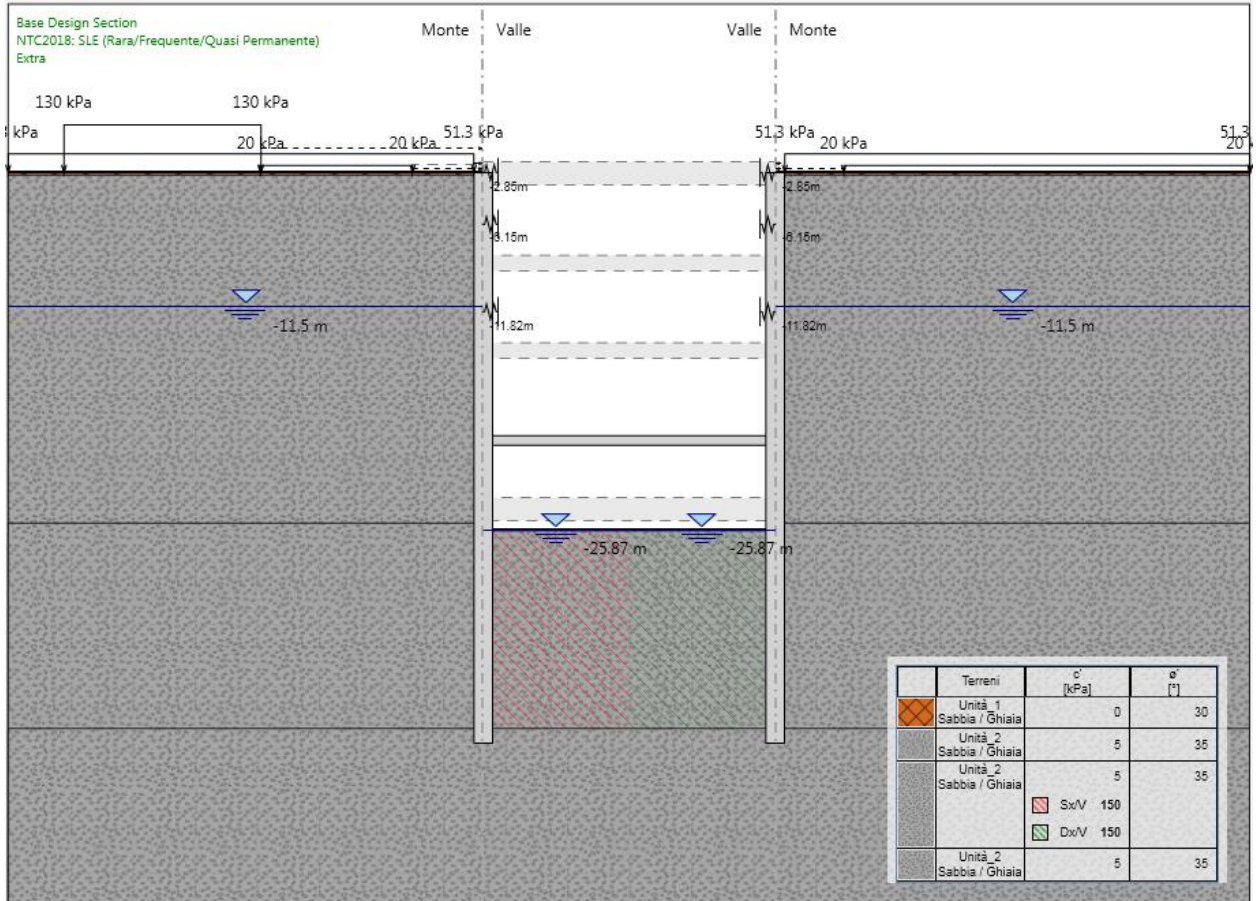 Base Design Section
NTC2018: SLE (Rara/Frequente/Quasi Permanente)
Extra
Monte Valle Valle Monte
130 kPa 130 kPa
kPa 20 kPa 20 kPa 51.3 kPa 51.3 kPa 20 kPa 51.3
20
-2.85m -2.85m
-6.15m -6.15m
-11.82m -11.82m
-11.5 m -11.5 m
-25.87 m -25.87 m
Terreni c' [kPa] ø' [°]
Unità_1
Sabbia / Ghiaia 0 30
Unità_2
Sabbia / Ghiaia 5 35
Unità_2
Sabbia / Ghiaia 5 35
Sx/V 150
Dx/V 150
Unità_2
Sabbia / Ghiaia 5 35